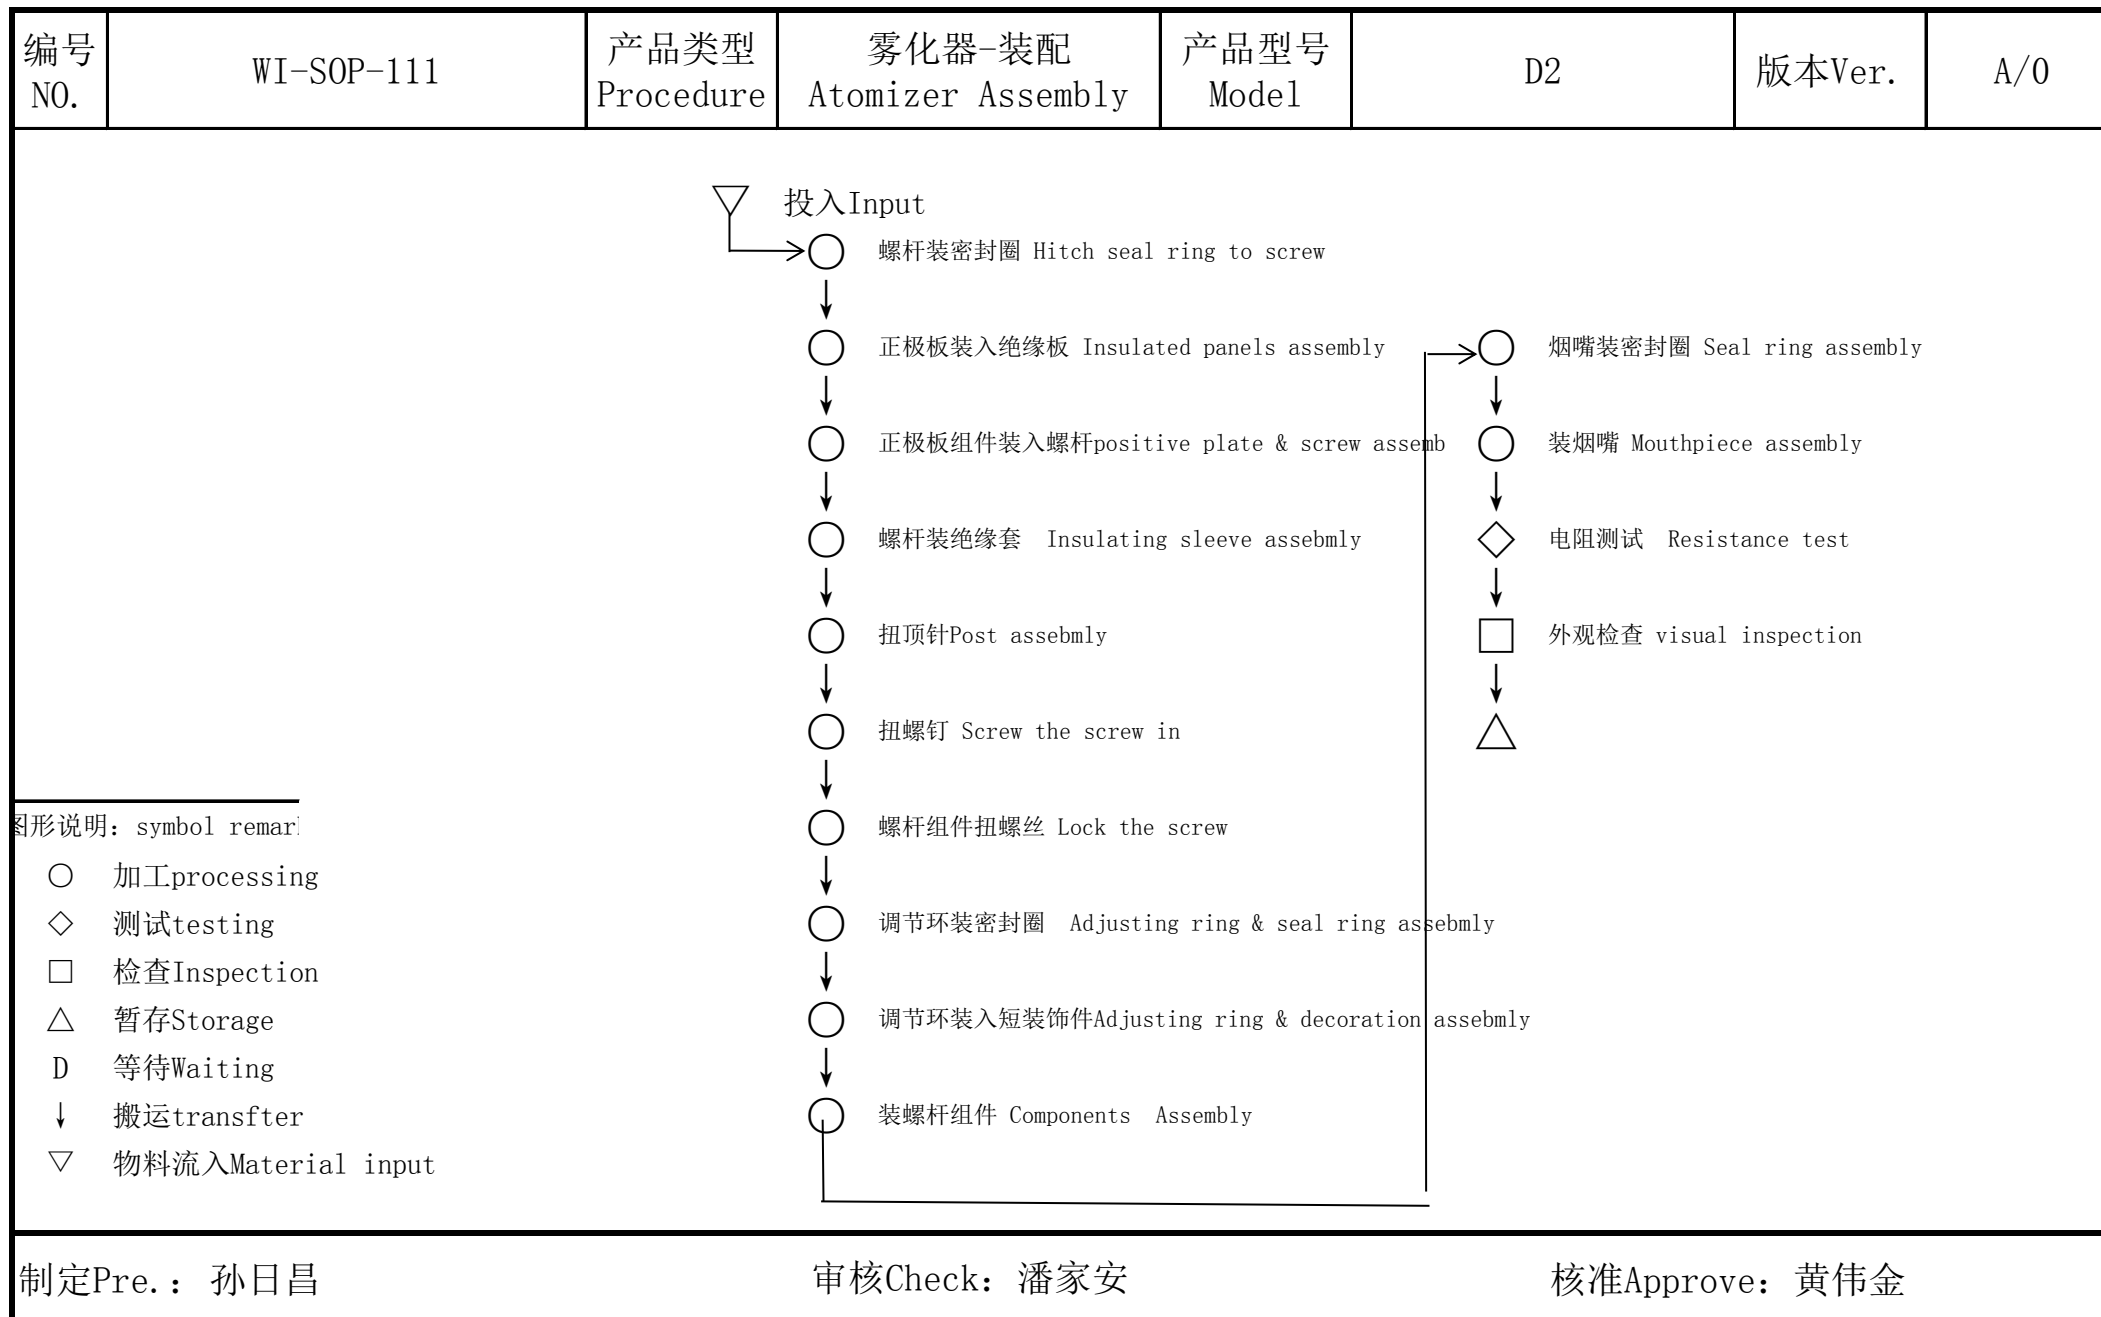 编号
NO.
WI-SOP-111
产品类型
Procedure
雾化器-装配
Atomizer Assembly
产品型号
Model
D2
版本Ver.
A/0
投入Input
螺杆装密封圈 Hitch seal ring to screw
正极板装入绝缘板 Insulated panels assembly
正极板组件装入螺杆positive plate & screw assemb
螺杆装绝缘套 Insulating sleeve assebmly
扭顶针Post assebmly
扭螺钉 Screw the screw in
螺杆组件扭螺丝 Lock the screw
调节环装密封圈 Adjusting ring & seal ring assebmly
调节环装入短装饰件Adjusting ring & decoration assebmly
装螺杆组件 Components Assembly
烟嘴装密封圈 Seal ring assembly
装烟嘴 Mouthpiece assembly
电阻测试 Resistance test
外观检查 visual inspection
图形说明: symbol remar
加工processing
测试testing
检查Inspection
暂存Storage
D 等待Waiting
搬运transfter
物料流入Material input
制定Pre.: 孙日昌
审核Check: 潘家安
核准Approve: 黄伟金